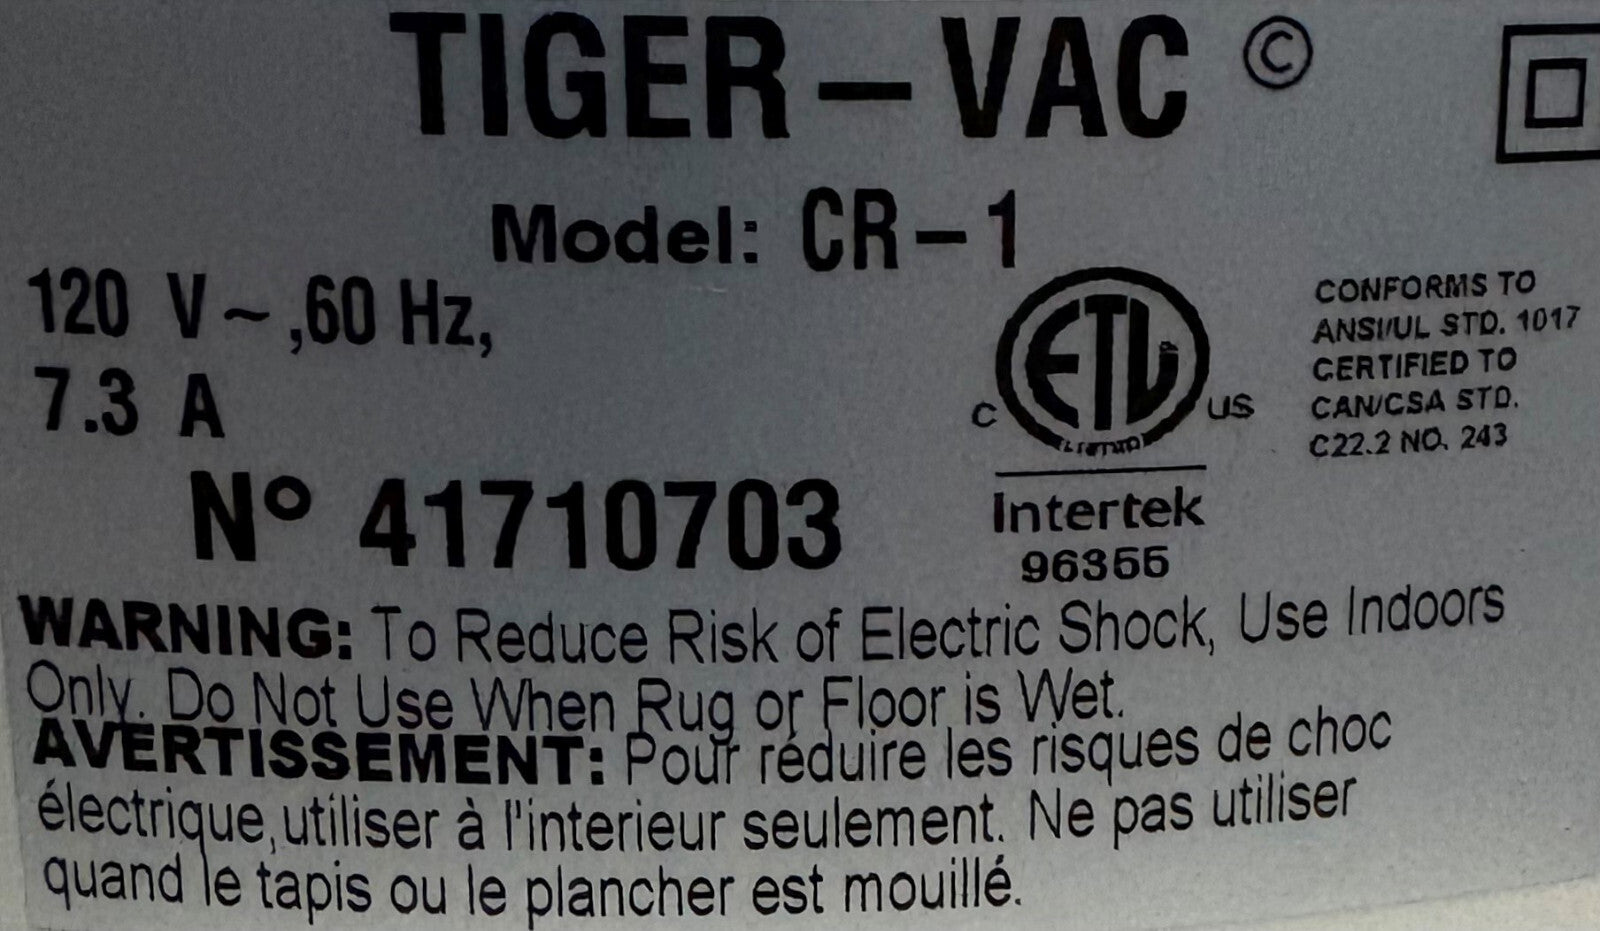 TIGER-VAC ©
Model: CR-1
120 V~,60 Hz,
7.3 A
Nº 41710703
ETL
LISTED
C
US
Intertek
96355
CONFORMS TO
ANSI/UL STD. 1017
CERTIFIED TO
CAN/CSA STD.
C22.2 NO. 243
WARNING: To Reduce Risk of Electric Shock, Use Indoors
Only. Do Not Use When Rug or Floor is Wet.
AVERTISSEMENT: Pour réduire les risques de choc
électrique,utiliser à l'interieur seulement. Ne pas utiliser
quand le tapis ou le plancher est mouillé.